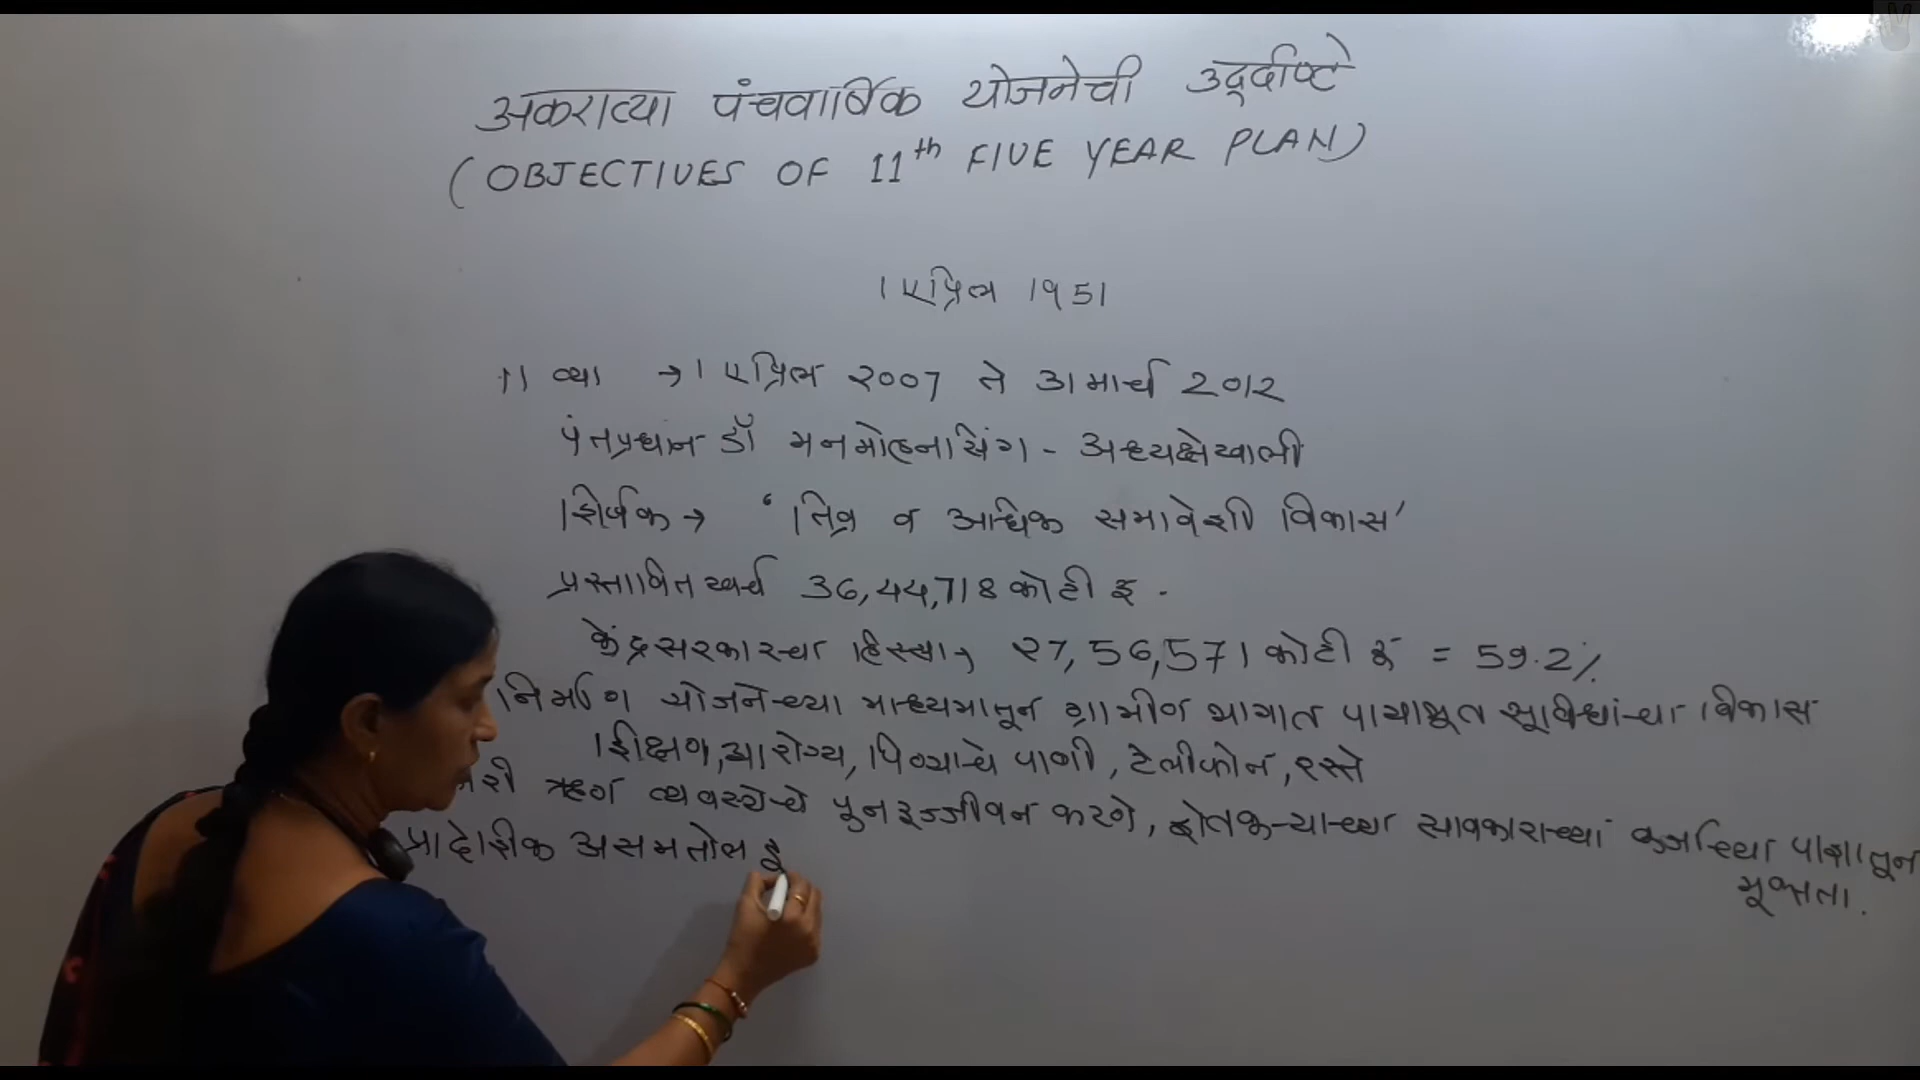 अकराव्या पंचवार्षिक योजनेची उद्दीष्टे
(OBJECTIVES OF 11th FIVE YEAR PLAN)
1 एप्रिल 1951
11 व्या → 1 एप्रिल 2007 ते 31 मार्च 2012
पंतप्रधान डॉ मनमोहनसिंग - अध्यक्षेखाली
शिर्षक → 'तिव्र व अधिक समावेशी विकास'
प्रस्तावित खर्च 36,44,718 कोटी रु.
केंद्रसरकारचा हिस्सा → 27,56,571 कोटी रु = 59.2%
निर्माण योजनेच्या माध्यमातून ग्रामीण भागात पायाभूत सूविधांचा विकास
शिक्षण, आरोग्य, पिण्याचे पाणी, टेलीफोन, रस्ते
ऋण व्यवस्थेचे पूनरुज्जीवन करणे, शेतकऱ्याच्या सावकाराच्या कर्जाच्या पाशातून
मूक्तता.
प्रादेशिक असमतोल